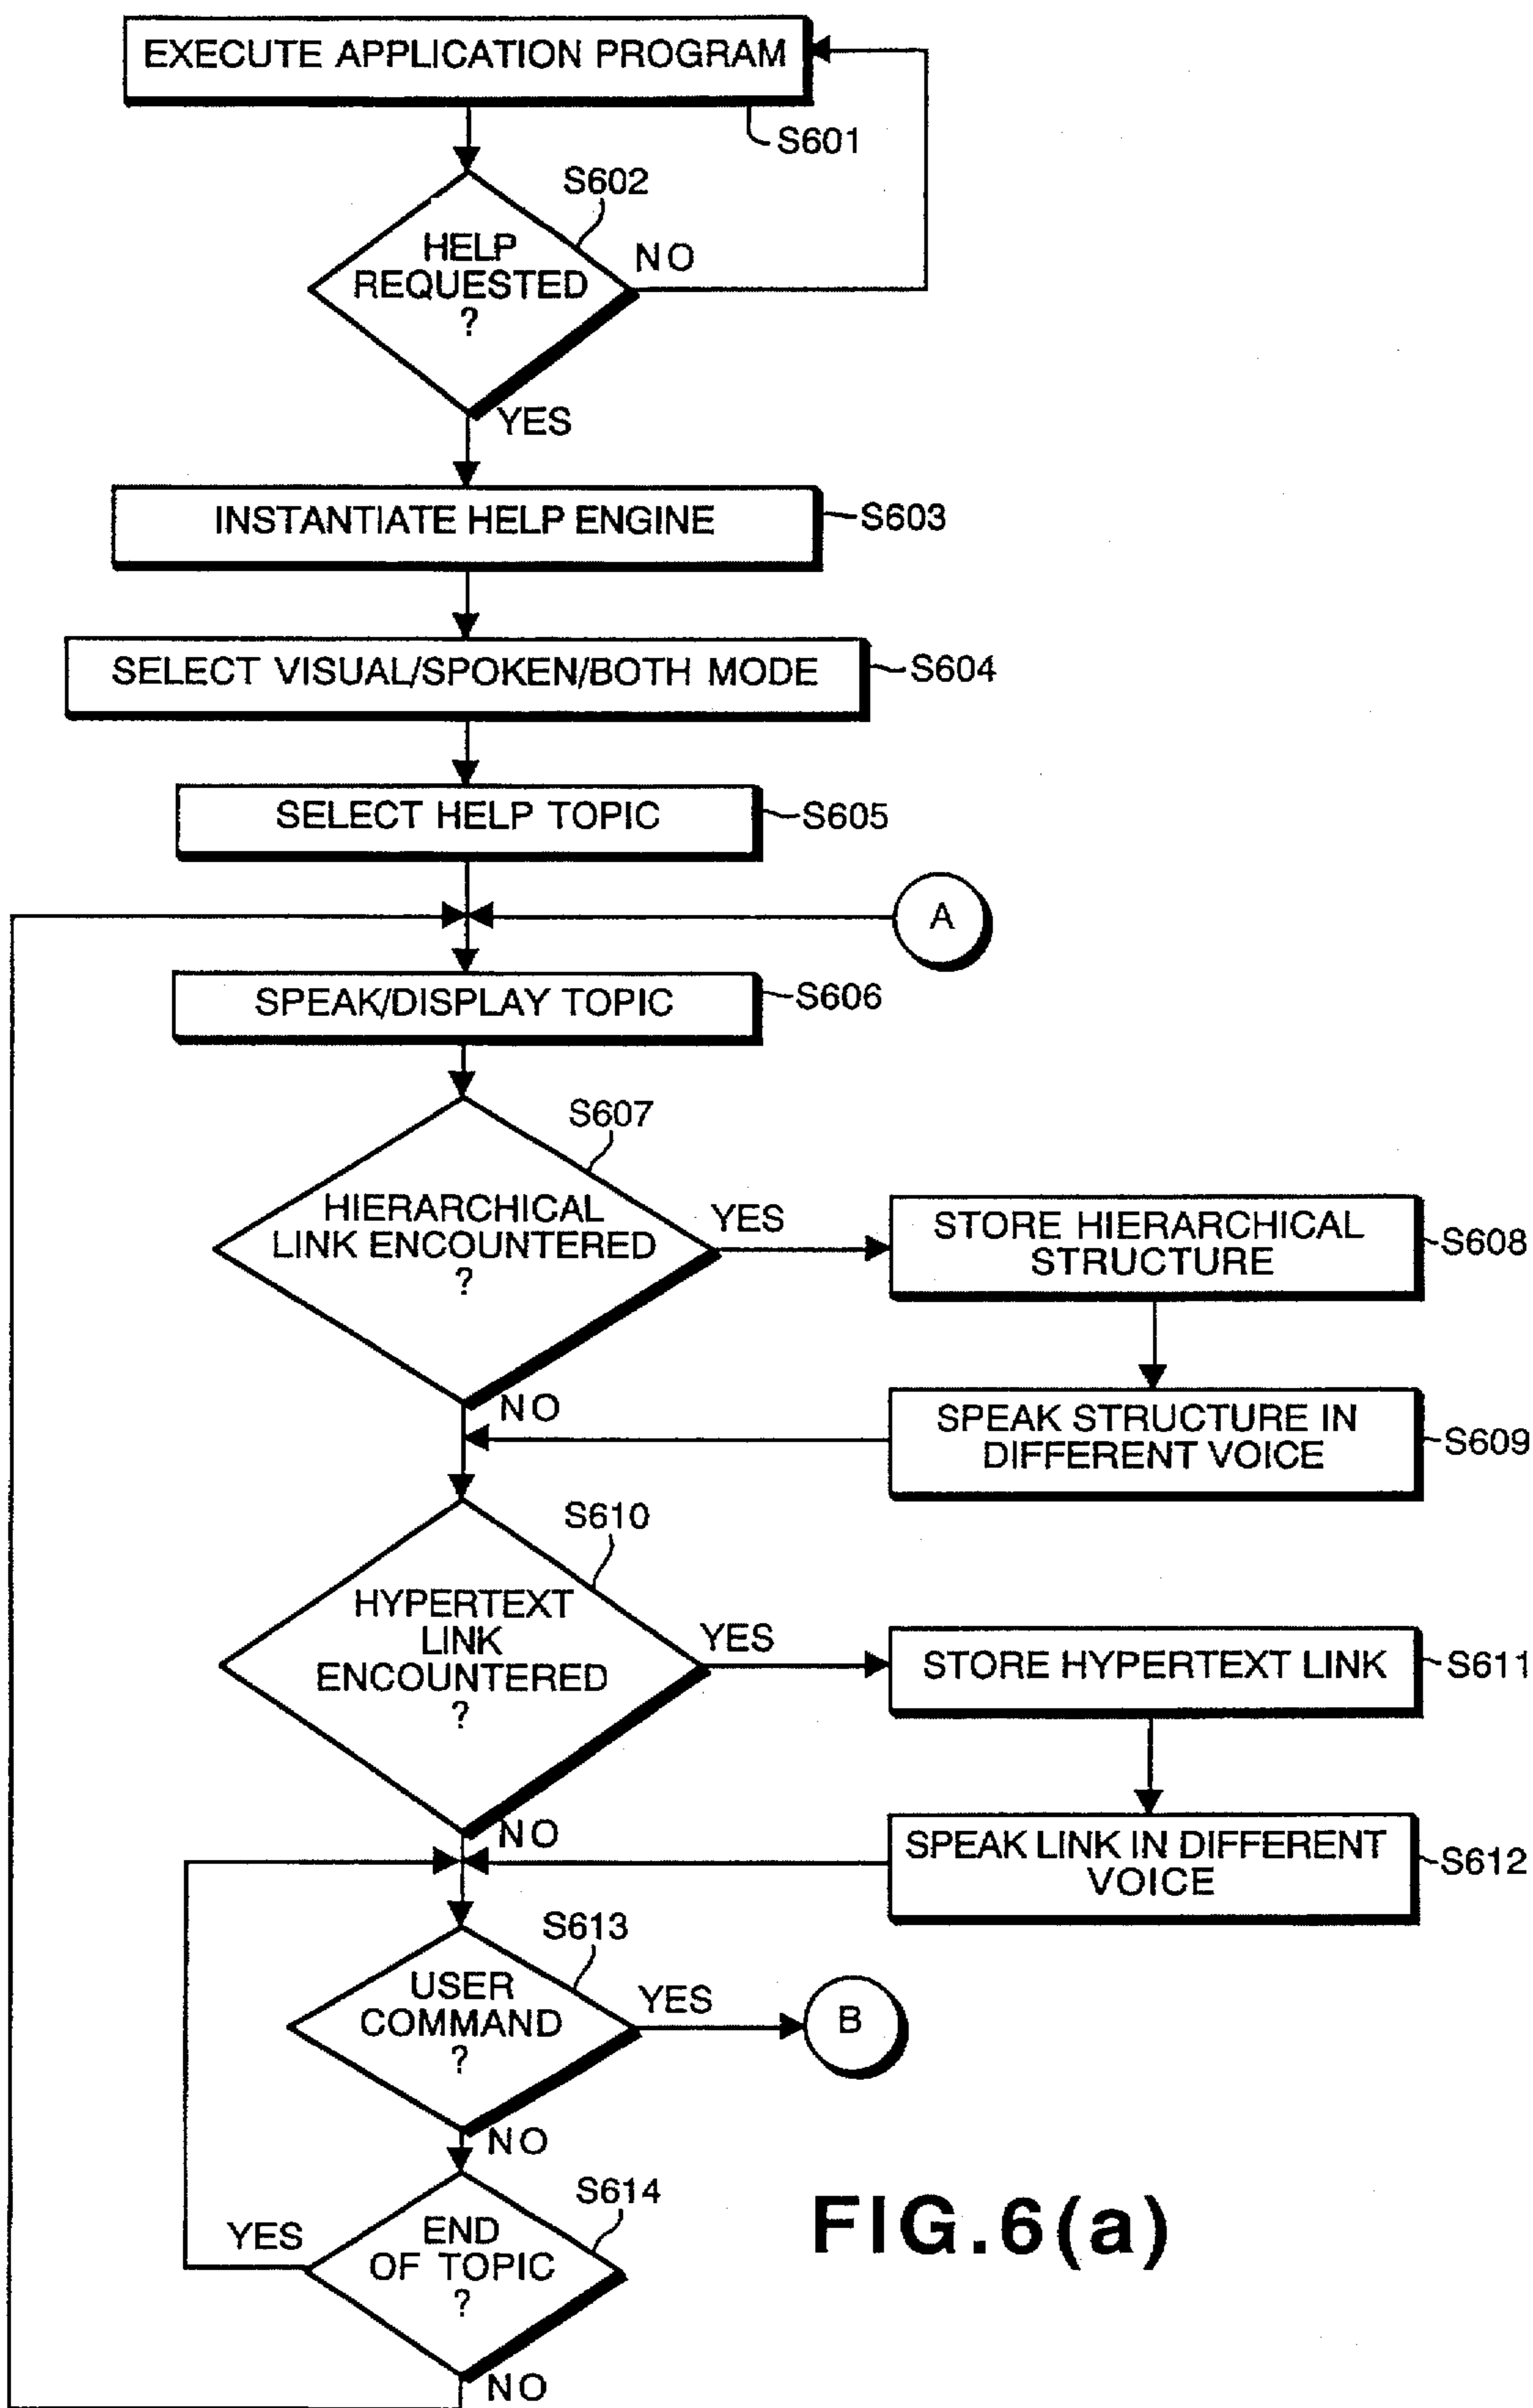 EXECUTE APPLICATION PROGRAM
S601
S602
HELP
REQUESTED
?
NO
YES
INSTANTIATE HELP ENGINE
S603
SELECT VISUAL/SPOKEN/BOTH MODE
S604
SELECT HELP TOPIC
S605
A
SPEAK/DISPLAY TOPIC
S606
S607
HIERARCHICAL
LINK ENCOUNTERED
?
YES
NO
STORE HIERARCHICAL
STRUCTURE
S608
SPEAK STRUCTURE IN
DIFFERENT VOICE
S609
S610
HYPERTEXT
LINK
ENCOUNTERED
?
YES
NO
STORE HYPERTEXT LINK
S611
SPEAK LINK IN DIFFERENT
VOICE
S612
S613
USER
COMMAND
?
YES
B
NO
S614
END
OF TOPIC
?
YES
NO
FIG.6(a)